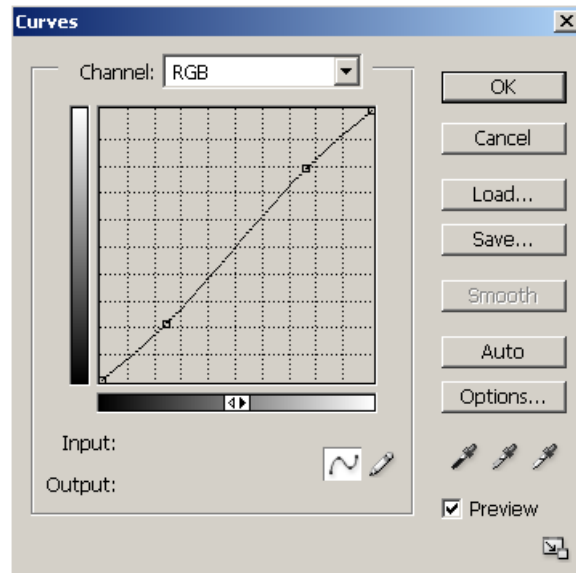 Curves
Channel: RGB
OK
Cancel
Load...
Save...
Smooth
Auto
Options...
Input:
Output:
Preview